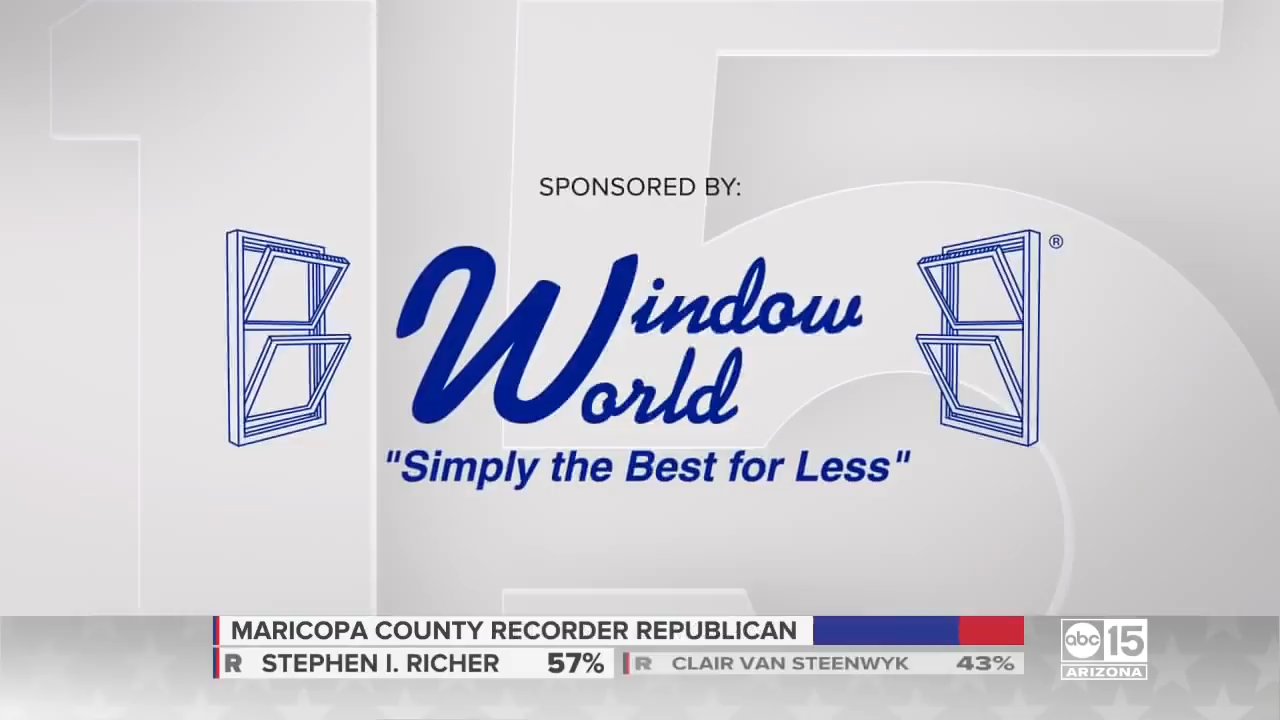 SPONSORED BY:
Window
World
®
"Simply the Best for Less"
MARICOPA COUNTY RECORDER REPUBLICAN
R STEPHEN I. RICHER 57% R CLAIR VAN STEENWYK 43%
abc 15
ARIZONA